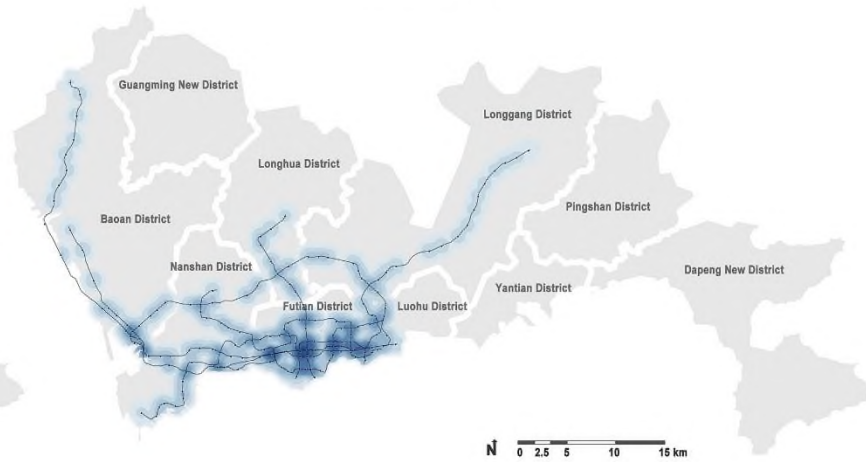 Guangming New District
Longgang District
Longhua District
Pingshan District
Baoan District
Nanshan District
Dapeng New District
Yantian District
Futian District
Luohu District
N
0 2.5 5 10 15 km